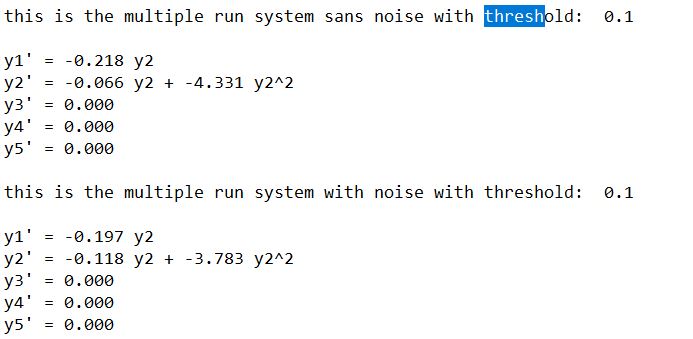 this is the multiple run system sans noise with threshold:  0.1
y1' = -0.218 y2
y2' = -0.066 y2 + -4.331 y2^2
y3' = 0.000
y4' = 0.000
y5' = 0.000
this is the multiple run system with noise with threshold:  0.1
y1' = -0.197 y2
y2' = -0.118 y2 + -3.783 y2^2
y3' = 0.000
y4' = 0.000
y5' = 0.000